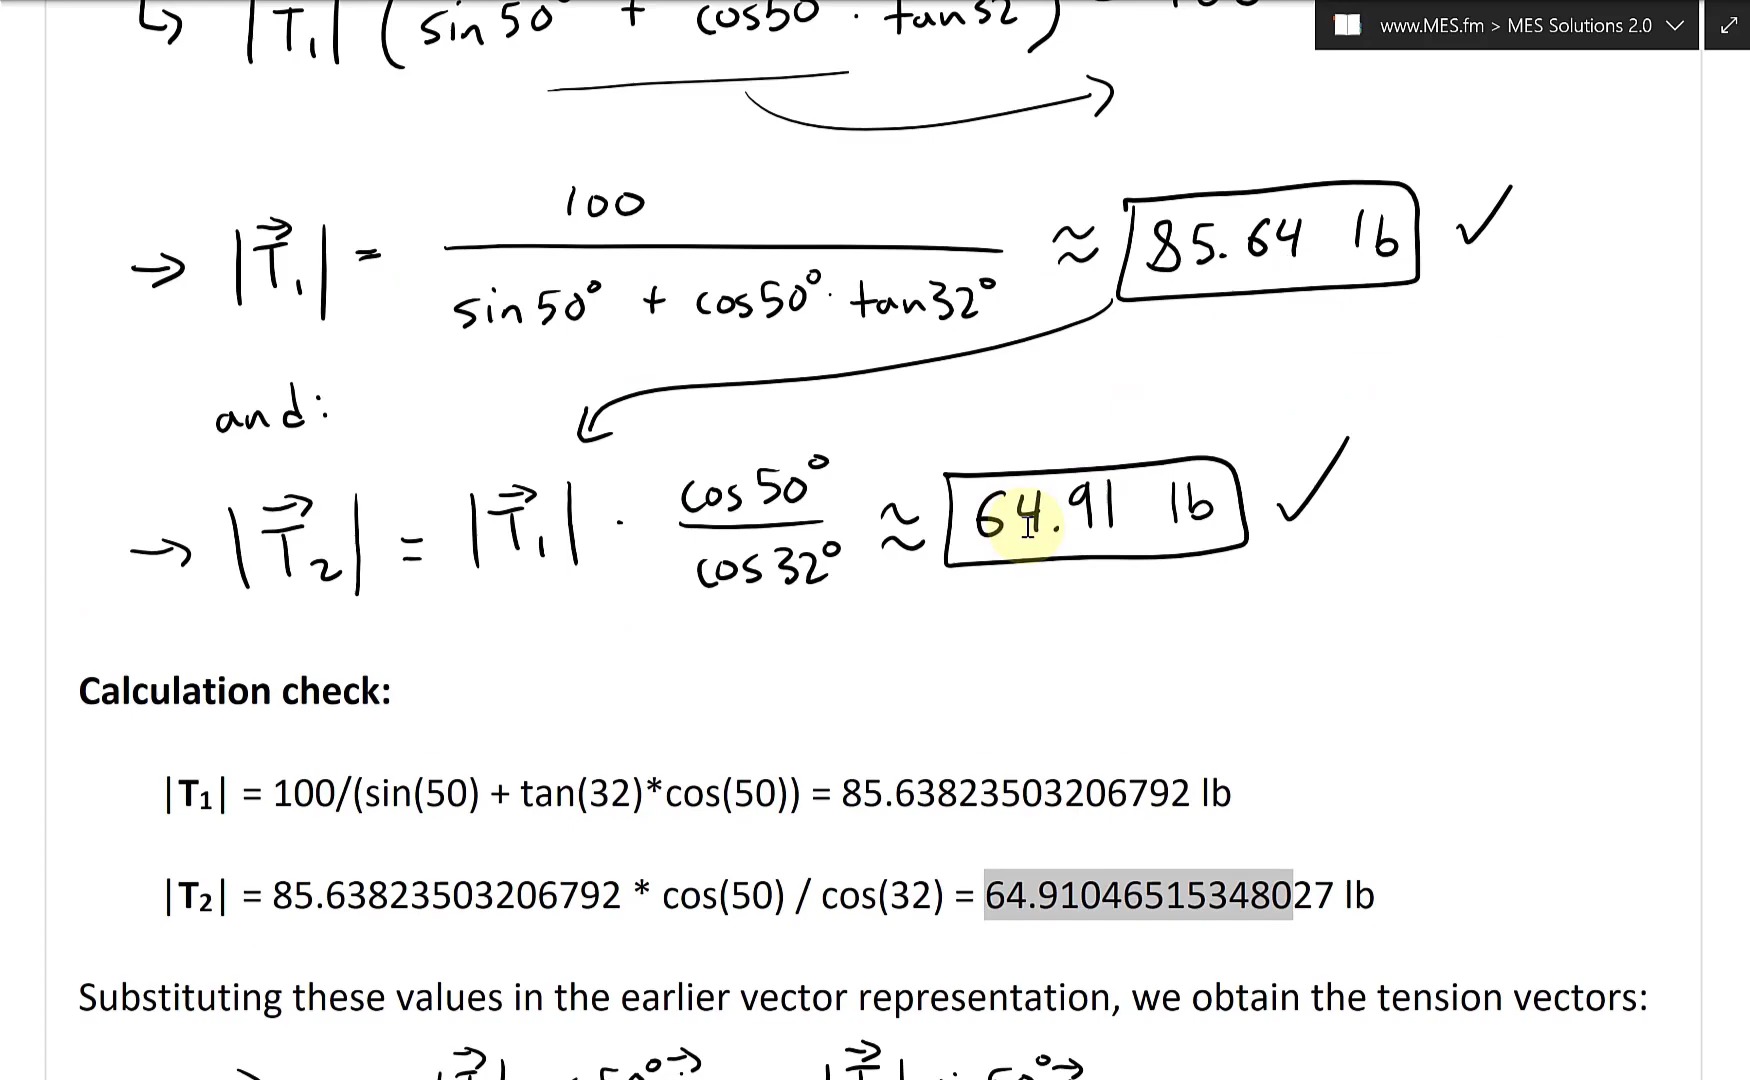 ↳ |T₁| (sin 50° + cos 50° · tan 32°)
www.MES.fm > MES Solutions 2.0
→ |T⃗₁| = 100 / (sin 50° + cos 50° · tan 32°) ≈ 85.64 lb ✓
and:
→ |T⃗₂| = |T⃗₁| · cos 50° / cos 32° ≈ 64.91 lb ✓
Calculation check:
|T₁| = 100/(sin(50) + tan(32)*cos(50)) = 85.63823503206792 lb
|T₂| = 85.63823503206792 * cos(50) / cos(32) = 64.91046515348027 lb
Substituting these values in the earlier vector representation, we obtain the tension vectors: